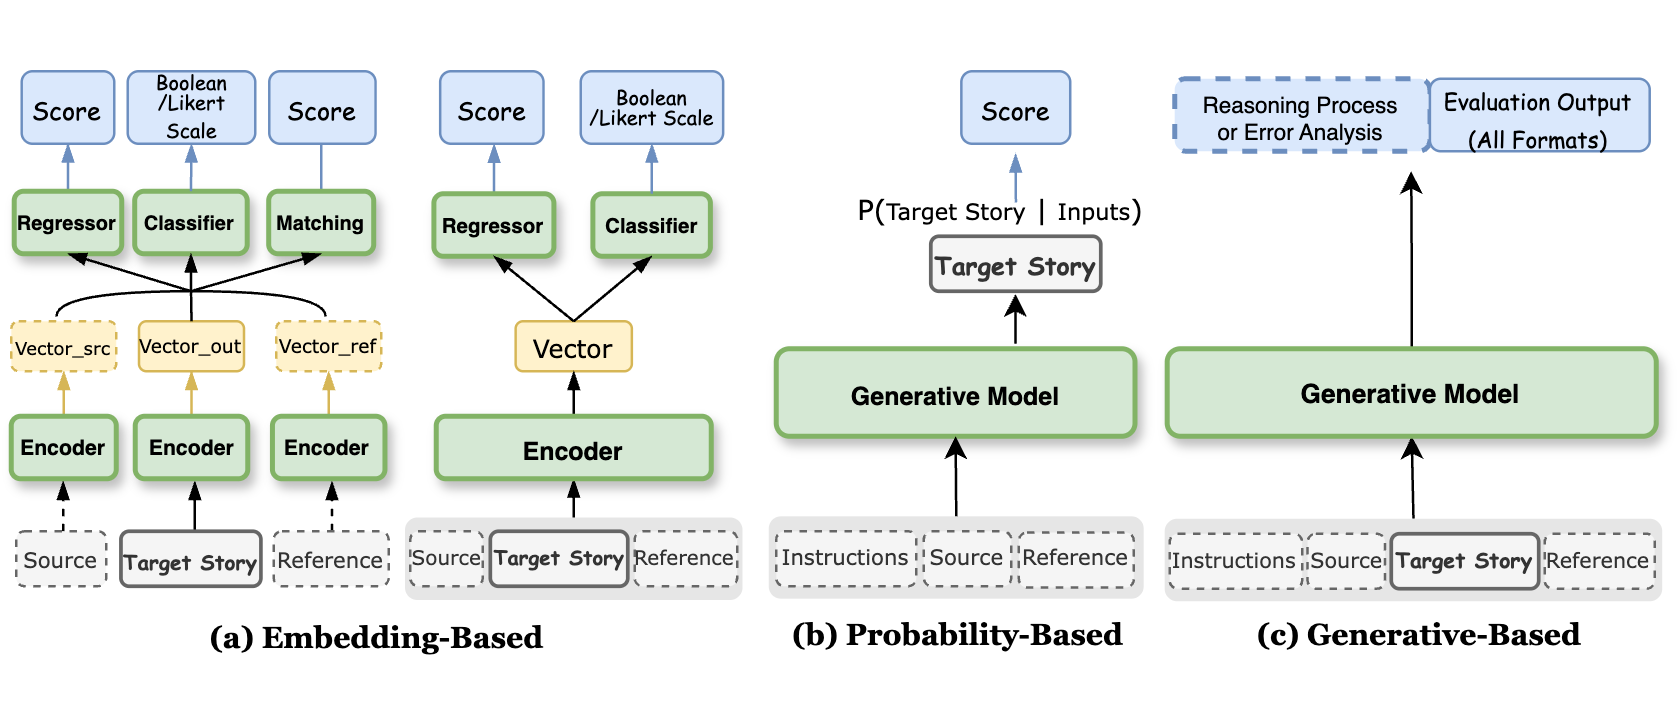 Score
Boolean
/Likert
Scale
Score
Regressor
Classifier
Matching
Vector_src
Vector_out
Vector_ref
Encoder
Encoder
Encoder
Source
Target Story
Reference
Score
Boolean
/Likert Scale
Regressor
Classifier
Vector
Encoder
Source
Target Story
Reference
(a) Embedding-Based
Score
P(Target Story | Inputs)
Target Story
Generative Model
Instructions
Source
Reference
(b) Probability-Based
Reasoning Process
or Error Analysis
Evaluation Output
(All Formats)
Generative Model
Instructions
Source
Target Story
Reference
(c) Generative-Based